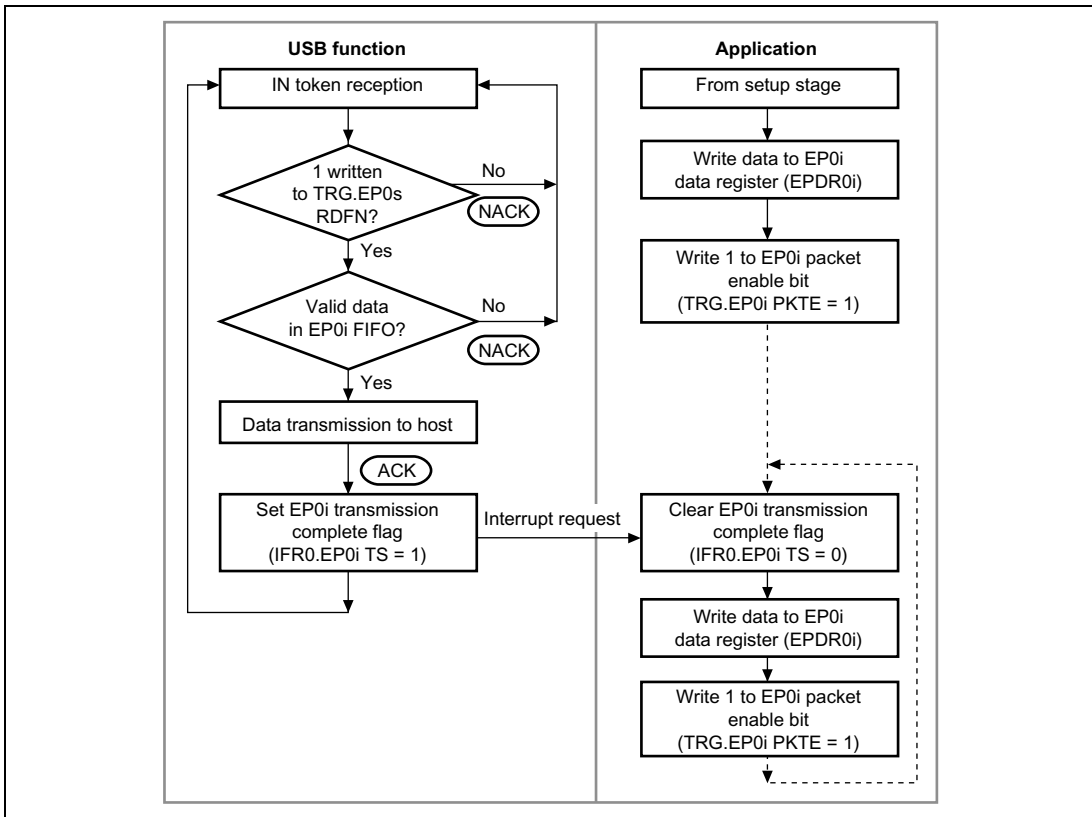 USB function
IN token reception
1 written
to TRG.EP0s
RDFN?
No
NACK
Yes
Valid data
in EP0i FIFO?
No
NACK
Yes
Data transmission to host
ACK
Set EP0i transmission
complete flag
(IFR0.EP0i TS = 1)
Interrupt request
Application
From setup stage
Write data to EP0i
data register (EPDR0i)
Write 1 to EP0i packet
enable bit
(TRG.EP0i PKTE = 1)
Clear EP0i transmission
complete flag
(IFR0.EP0i TS = 0)
Write data to EP0i
data register (EPDR0i)
Write 1 to EP0i packet
enable bit
(TRG.EP0i PKTE = 1)